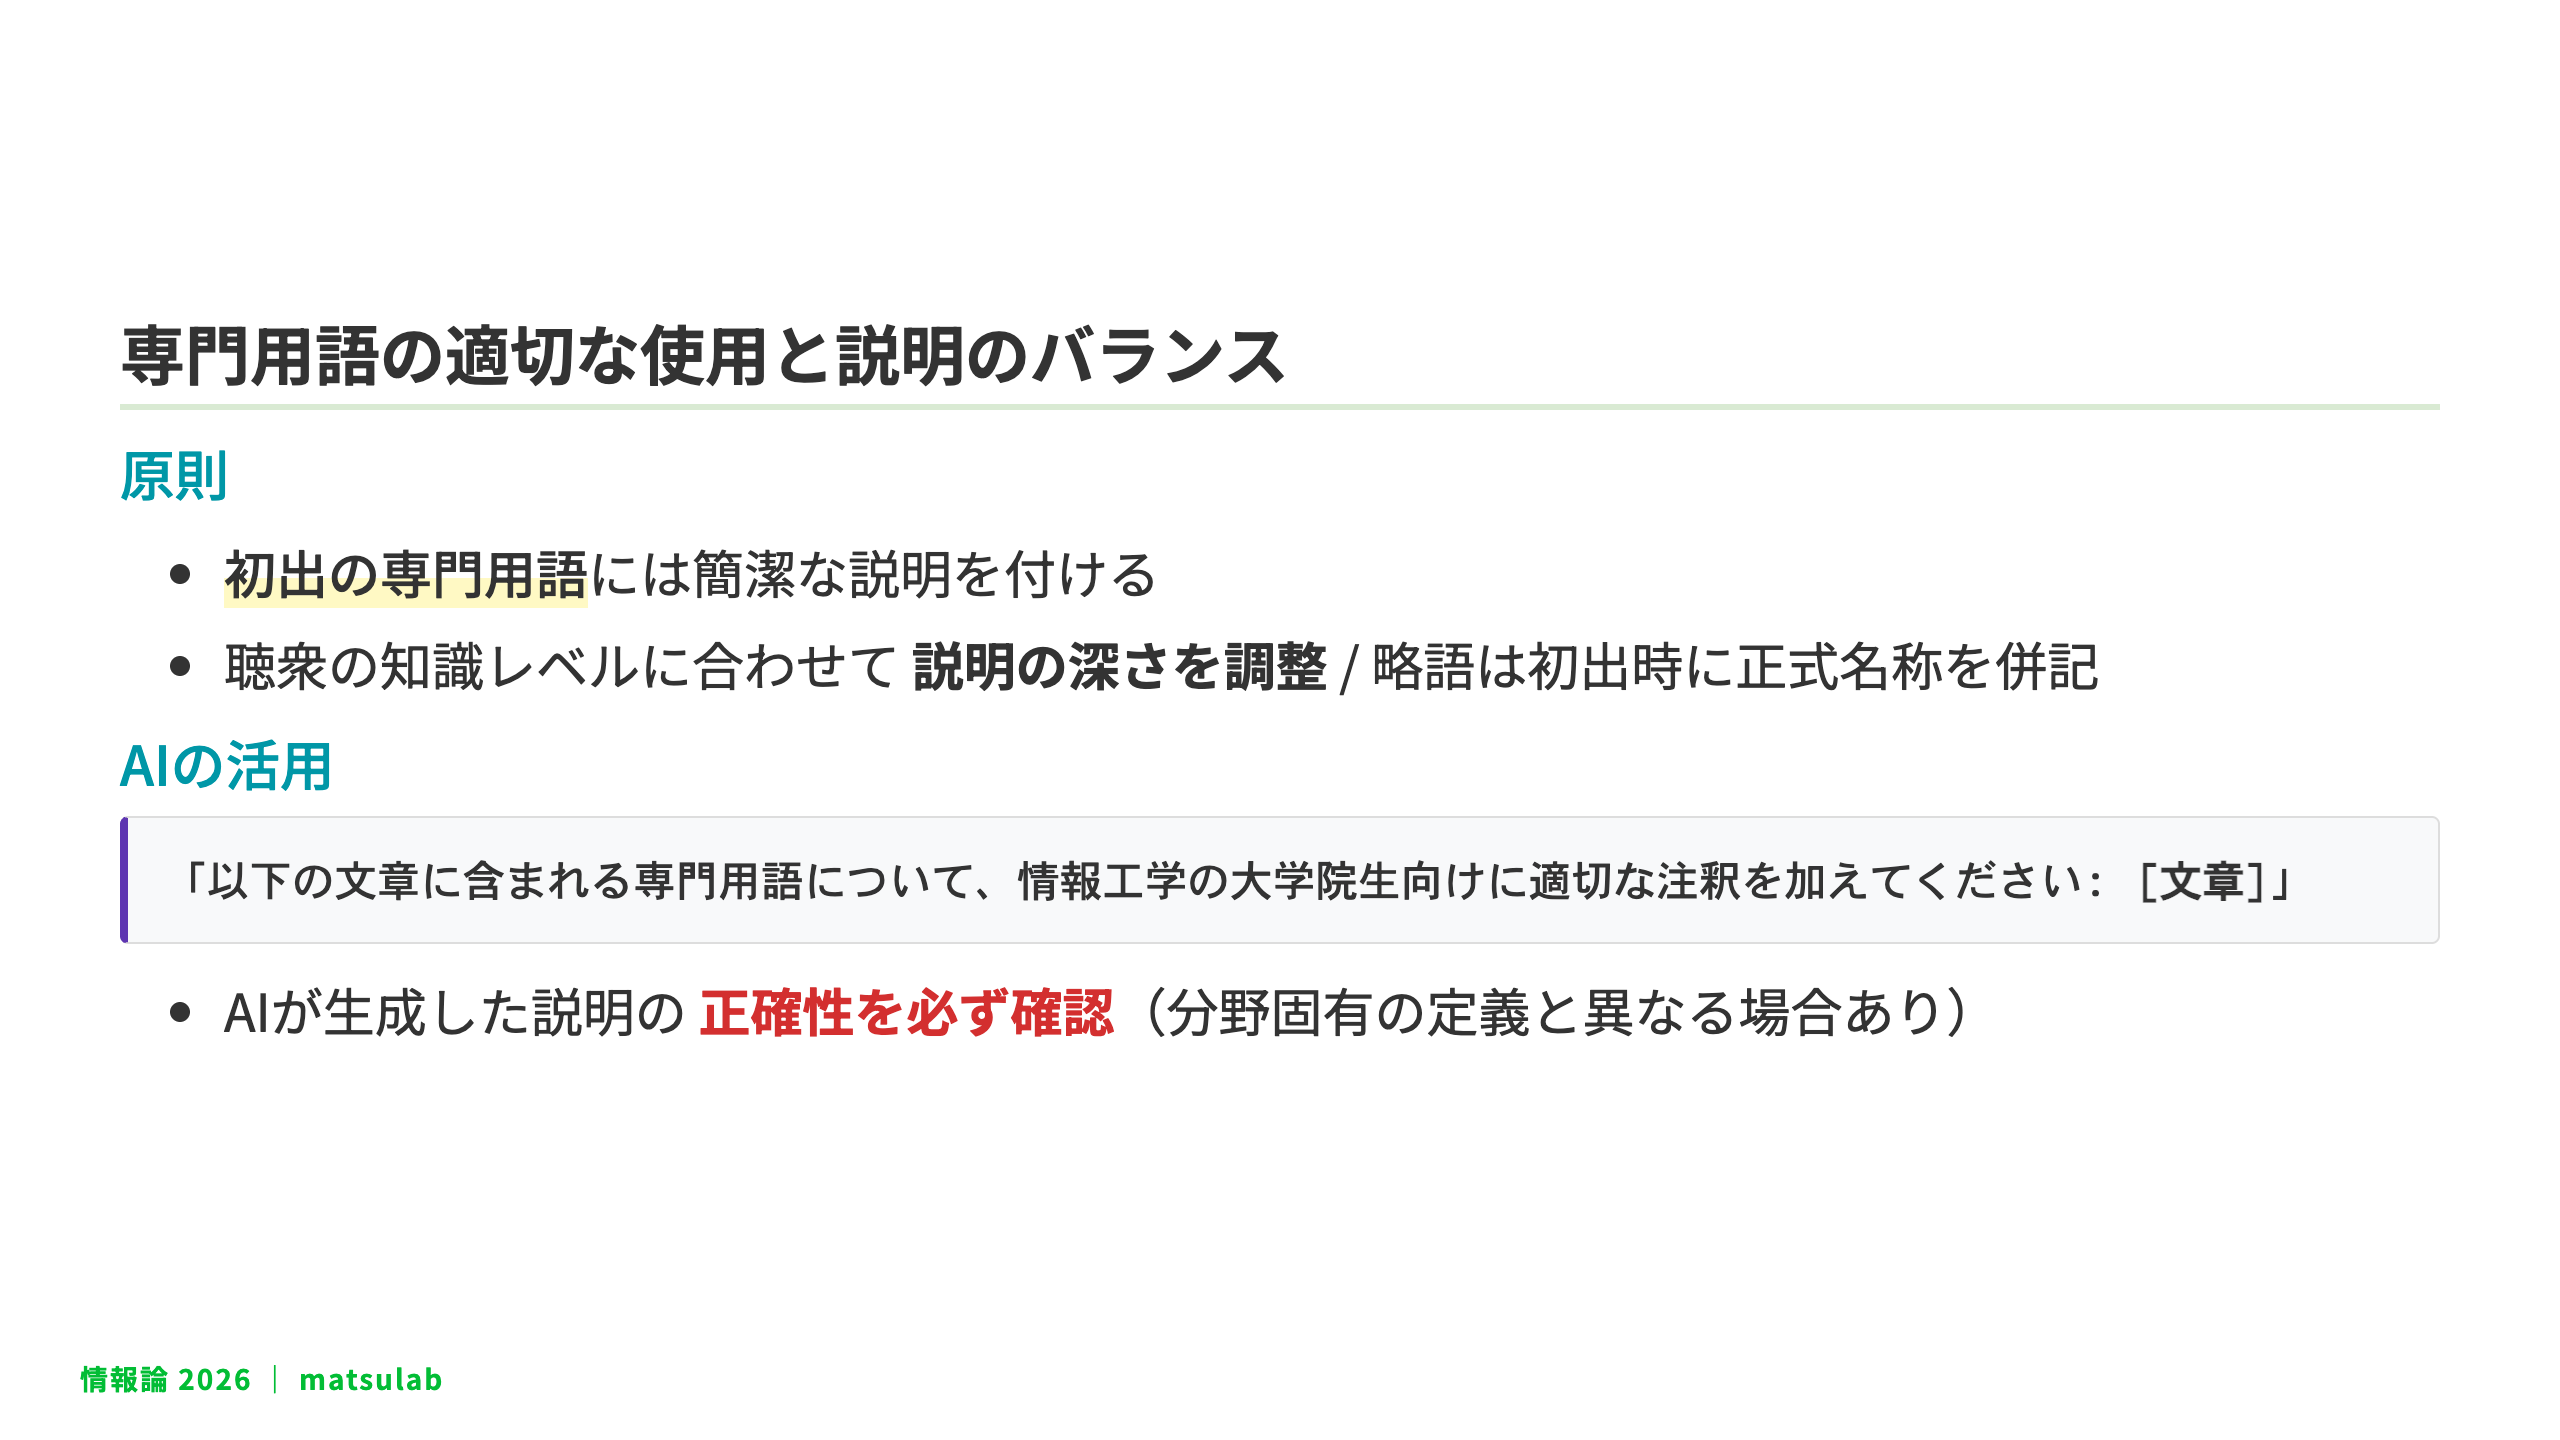 専門用語の適切な使用と説明のバランス
原則
• 初出の専門用語には簡潔な説明を付ける
• 聴衆の知識レベルに合わせて 説明の深さを調整 / 略語は初出時に正式名称を併記
AIの活用
「以下の文章に含まれる専門用語について、情報工学の大学院生向けに適切な注釈を加えてください: [文章]」
• AIが生成した説明の 正確性を必ず確認（分野固有の定義と異なる場合あり）
情報論 2026 ｜ matsulab